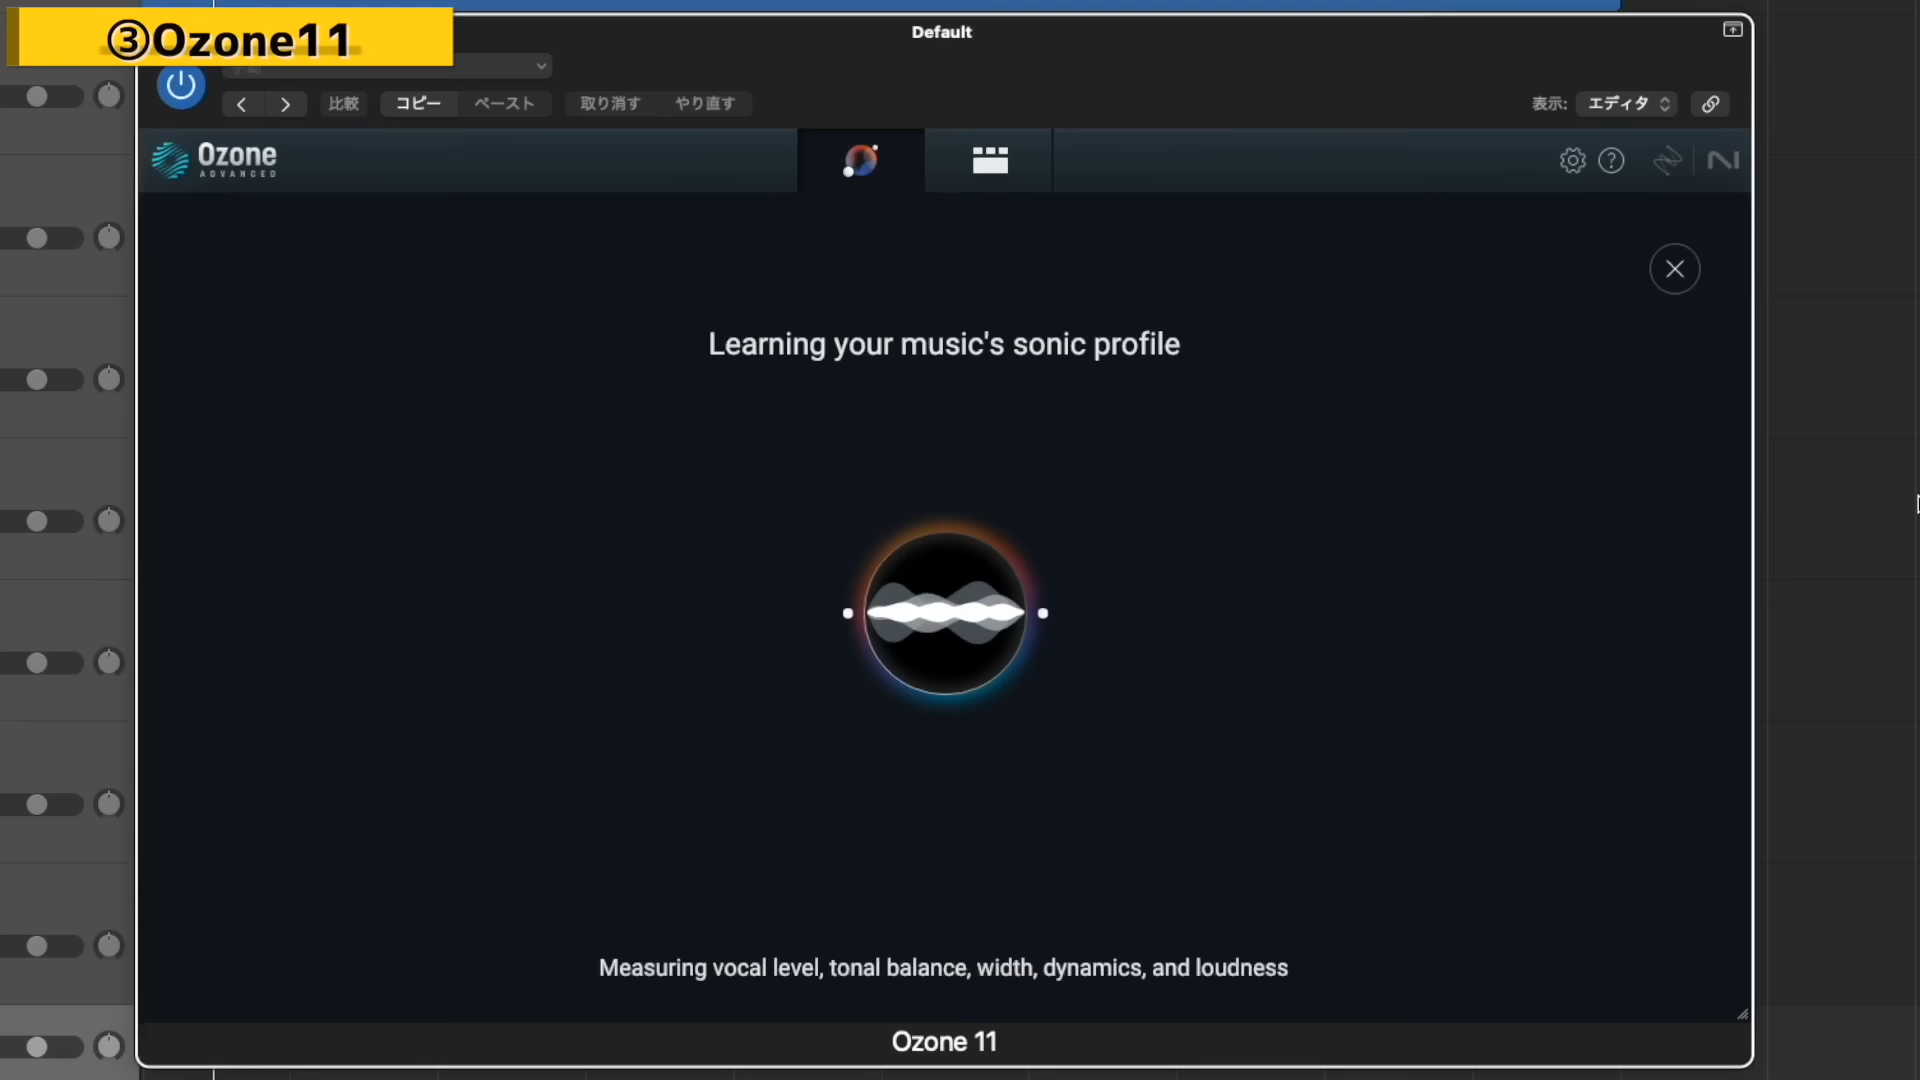 ③Ozone11
Default
比較
コピー
ペースト
取り消す
やり直す
表示:
エディタ
Ozone
ADVANCED
Learning your music's sonic profile
Measuring vocal level, tonal balance, width, dynamics, and loudness
Ozone 11